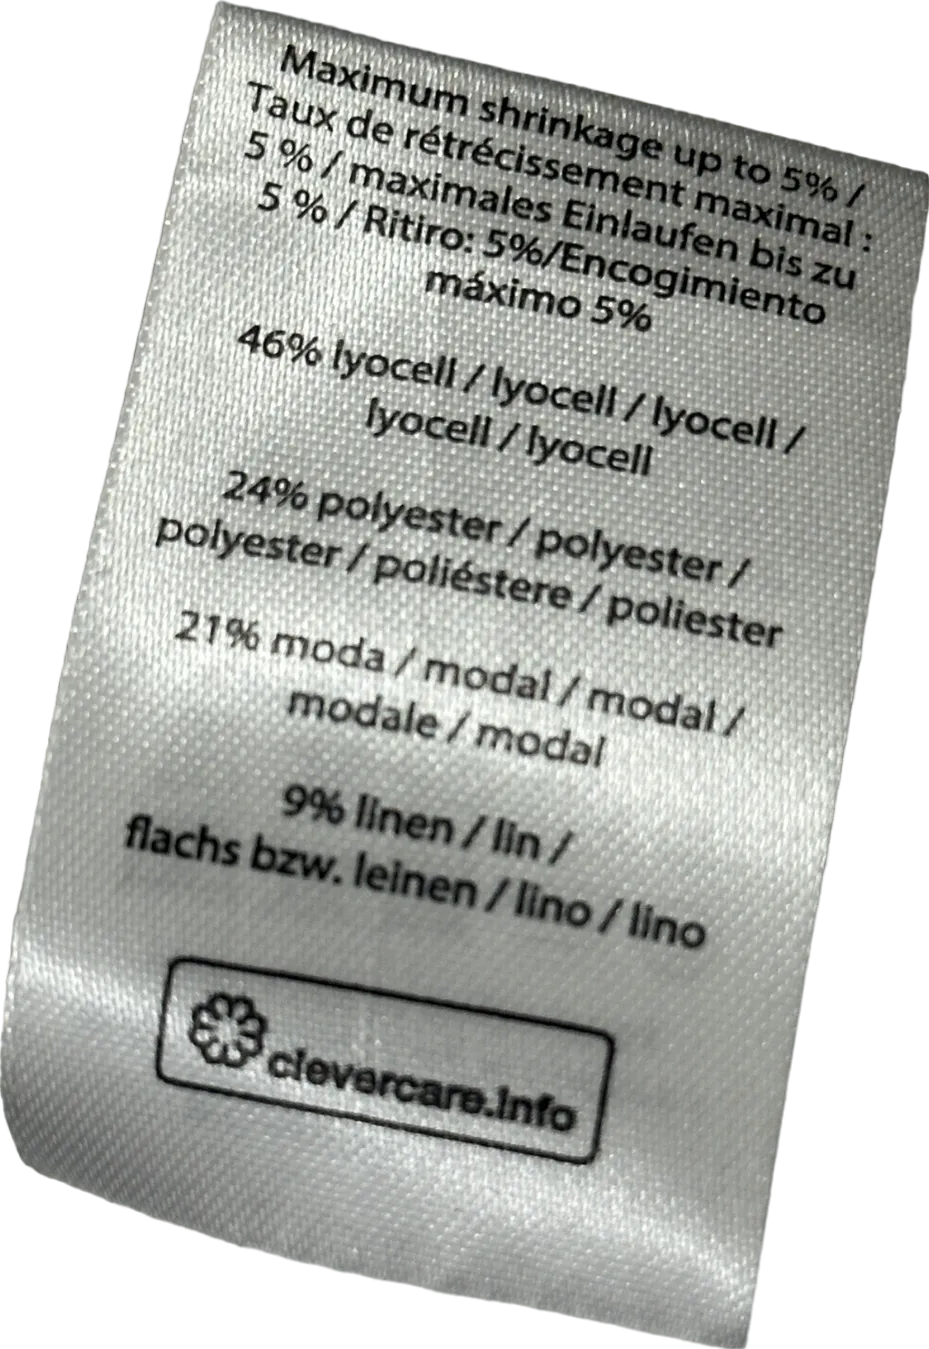 Maximum shrinkage up to 5% /
Taux de rétrécissement maximal :
5 % / maximales Einlaufen bis zu
5 % / Ritiro: 5%/Encogimiento
máximo 5%
46% lyocell / lyocell / lyocell /
lyocell / lyocell
24% polyester / polyester /
polyester / poliéstere / poliester
21% moda / modal / modal /
modale / modal
9% linen / lin /
flachs bzw. leinen / lino / lino
clevercare.info